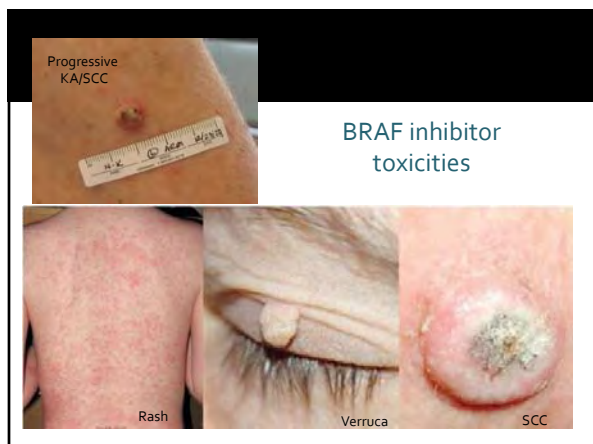 Progressive
KA/SCC
BRAF inhibitor
toxicities
Rash
Verruca
SCC